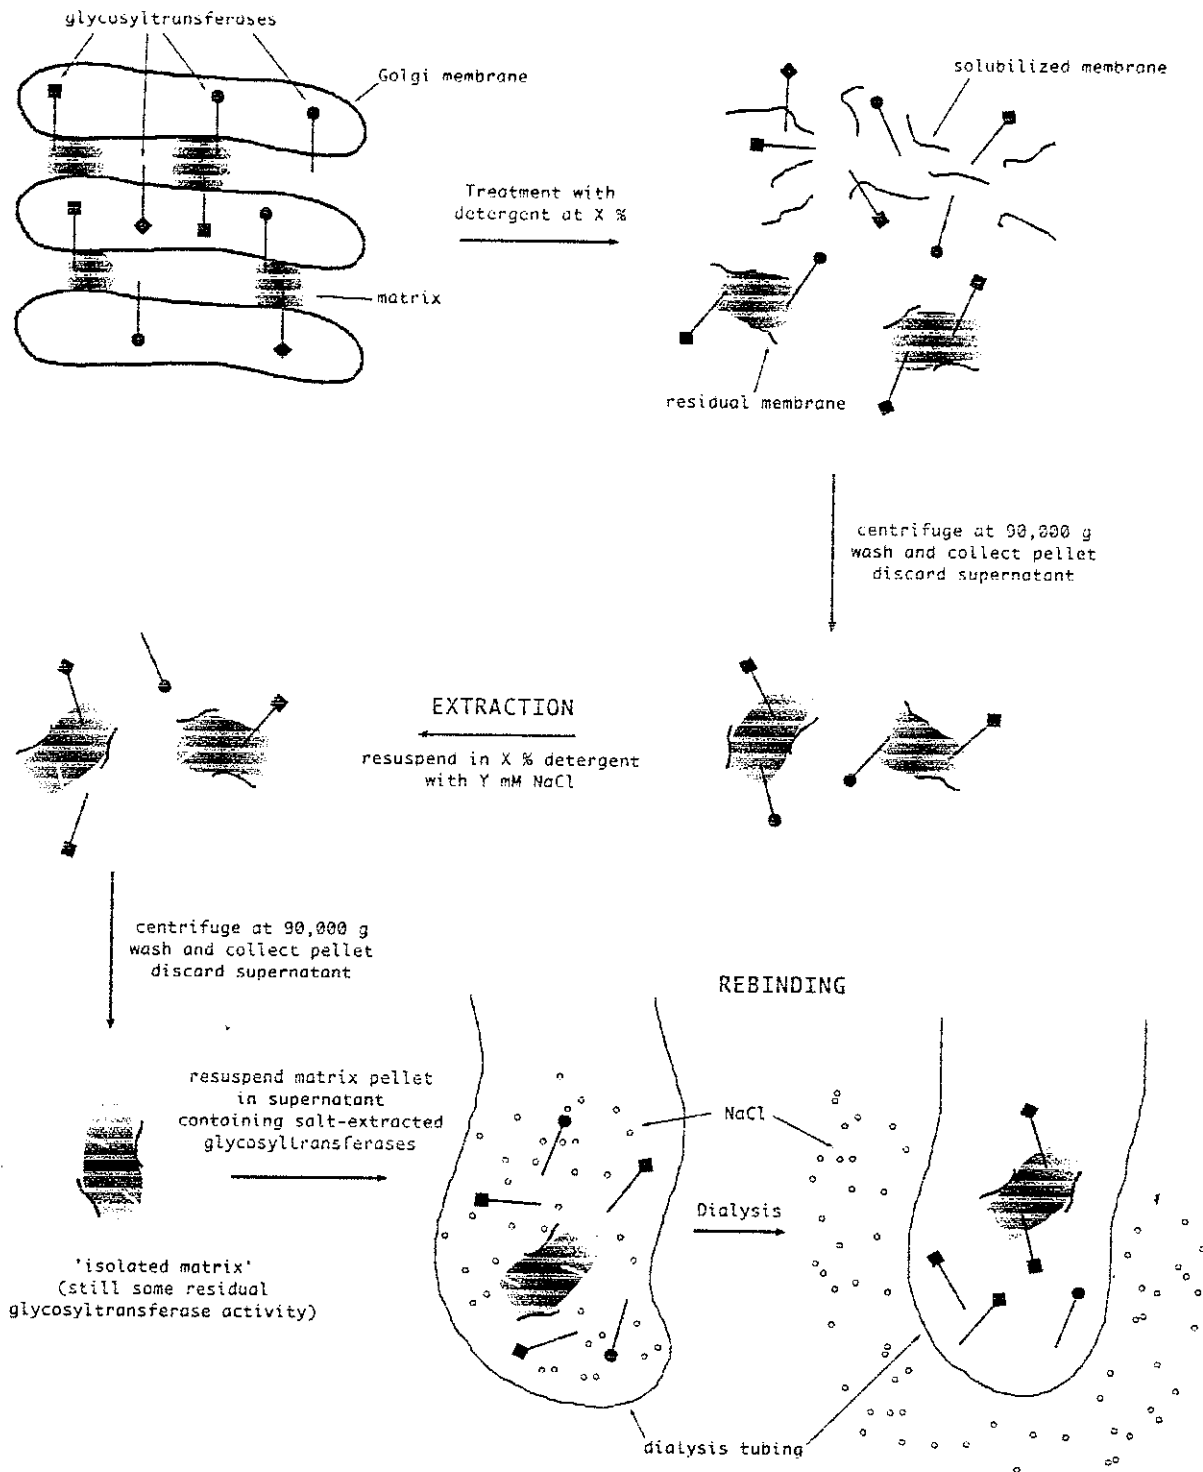 glycosyltransferases
Golgi membrane
solubilized membrane
Treatment with
detergent at X %
matrix
residual membrane
centrifuge at 90,000 g
wash and collect pellet
discard supernatant
EXTRACTION
resuspend in X % detergent
with Y mM NaCl
centrifuge at 90,000 g
wash and collect pellet
discard supernatant
REBINDING
resuspend matrix pellet
in supernatant
containing salt-extracted
glycosyltransferases
NaCl
Dialysis
'isolated matrix'
(still some residual
glycosyltransferase activity)
dialysis tubing